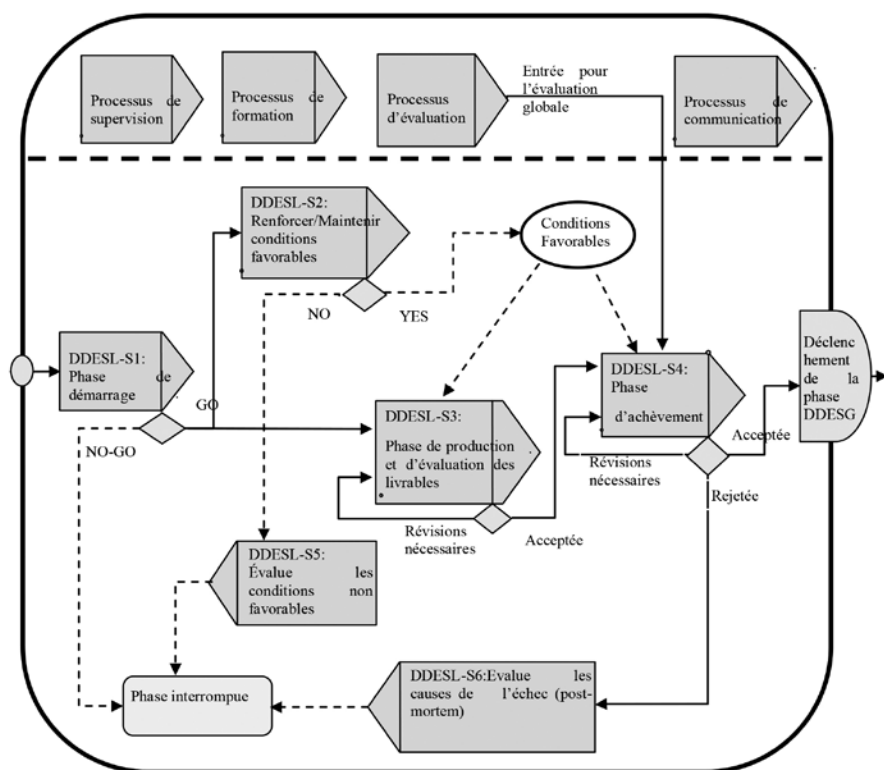 Processus de
supervision
Processus de
formation
Processus
d'évaluation
Entrée pour
l'évaluation
globale
Processus de
communication
DDESL-S2:
Renforcer/Maintenir
conditions
favorables
Conditions
Favorables
NO
YES
DDESL-S1:
Phase de
démarrage
GO
NO-GO
DDESL-S3:
Phase de production
et d'évaluation des
livrables
Révisions
nécessaires
Acceptée
DDESL-S4:
Phase
d'achèvement
Révisions
nécessaires
Acceptée
Rejetée
Déclenc
hement
de la
phase
DDESG
DDESL-S5:
Évalue les
conditions non
favorables
Phase interrompue
DDESL-S6:Evalue les
causes de l'échec (post-
mortem)